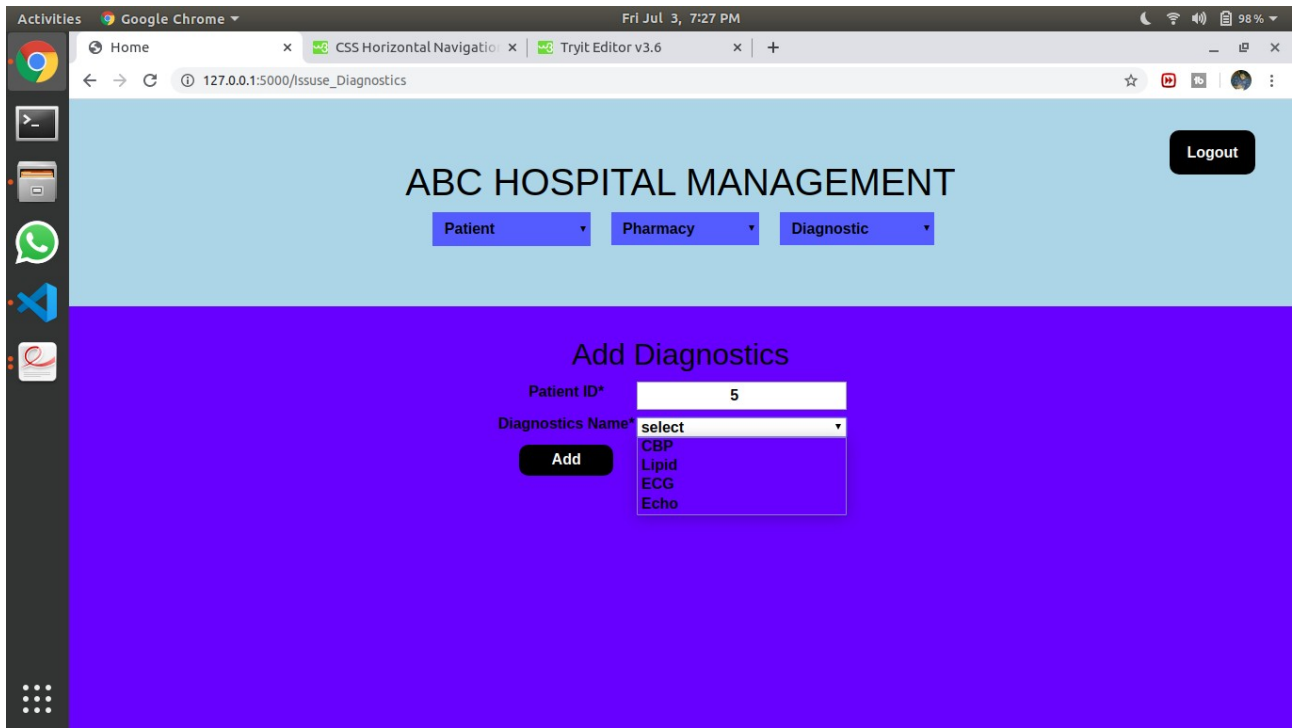 Activities Google Chrome Fri Jul 3, 7:27 PM 98%
Home CSS Horizontal Navigation Tryit Editor v3.6
127.0.0.1:5000/Issuse_Diagnostics
Logout
ABC HOSPITAL MANAGEMENT
Patient Pharmacy Diagnostic
Add Diagnostics
Patient ID* 5
Diagnostics Name* select
CBP
Add
Lipid
ECG
Echo